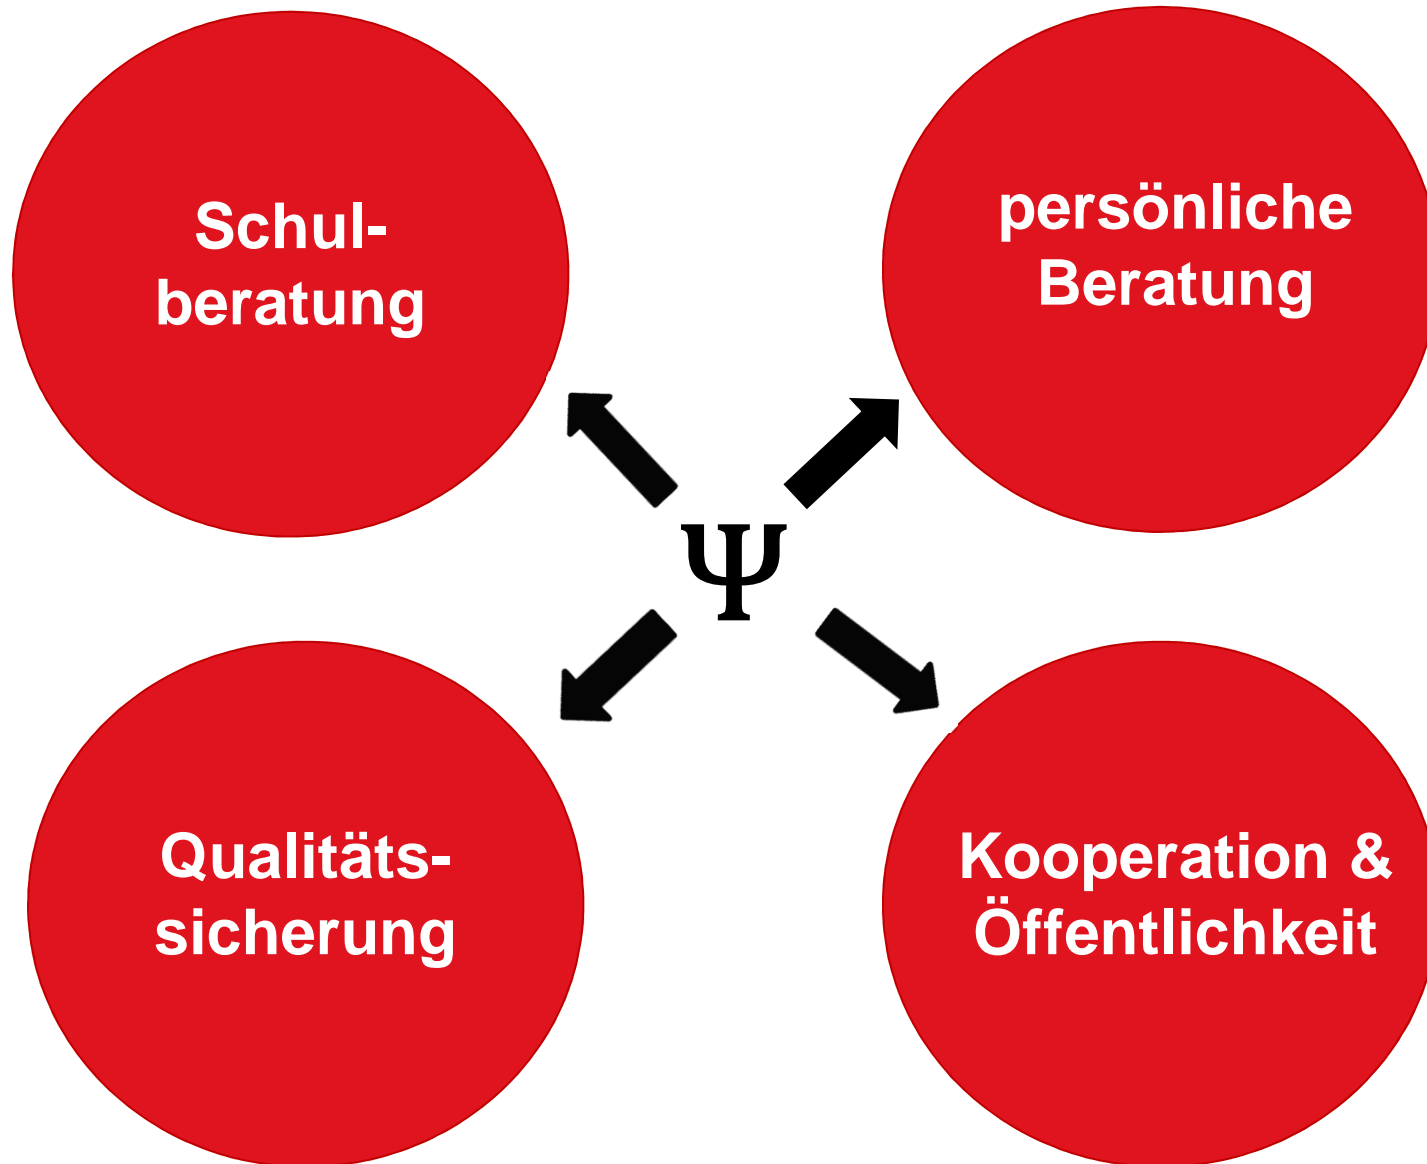 Schul-
beratung
persönliche
Beratung
Ψ
Qualitäts-
sicherung
Kooperation &
Öffentlichkeit